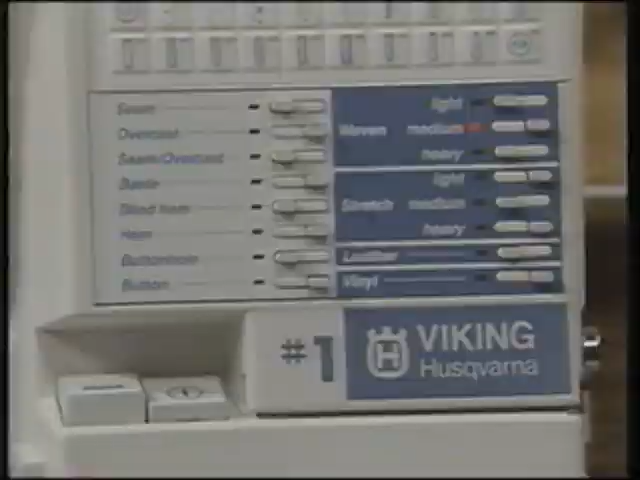 Seam
Overcast
Seam/Overcast
Baste
Blind hem
Hem
Buttonhole
Button
light
Woven medium
heavy
light
Stretch medium
heavy
Leather
Vinyl
#1
H VIKING
Husqvarna